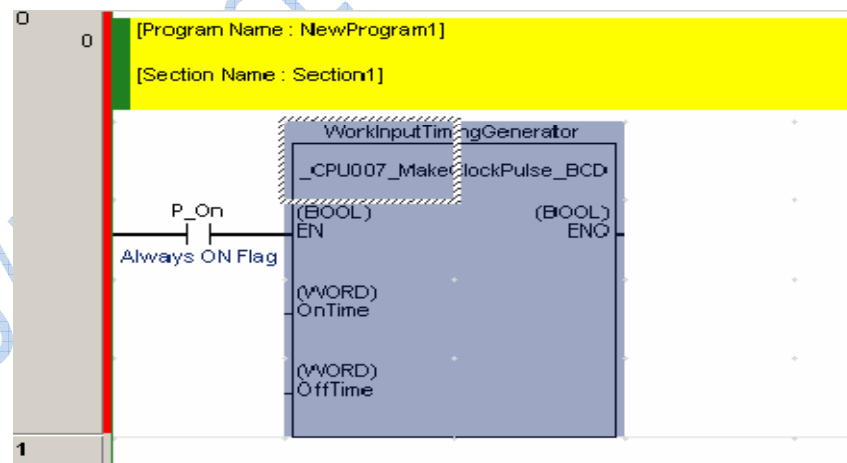 0
0
[Program Name : NewProgram1]
[Section Name : Section1]
WorkInputTimingGenerator
_CPU007_MakeClockPulse_BCD
P_On
(BOOL)
(BOOL)
EN
ENO
Always ON Flag
(WORD)
OnTime
(WORD)
OffTime
1